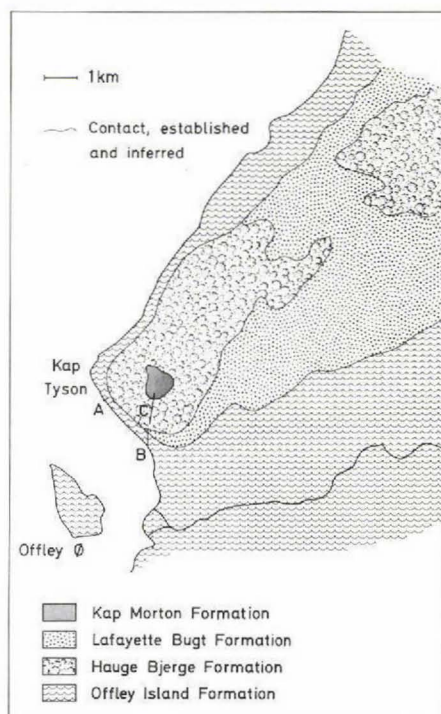 1km
Contact, established
and inferred
Kap
Tyson
A
C
B
Offley Ø
Kap Morton Formation
Lafayette Bugt Formation
Hauge Bjerge Formation
Offley Island Formation